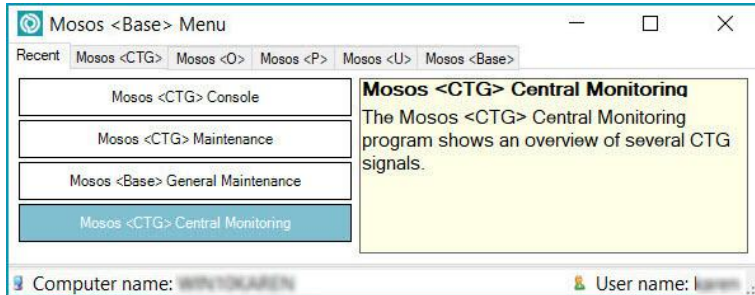 Mosos <Base> Menu
Recent Mosos <CTG> Mosos <O> Mosos <P> Mosos <U> Mosos <Base>
Mosos <CTG> Console
Mosos <CTG> Maintenance
Mosos <Base> General Maintenance
Mosos <CTG> Central Monitoring
Mosos <CTG> Central Monitoring
The Mosos <CTG> Central Monitoring
program shows an overview of several CTG
signals.
Computer name:
User name: